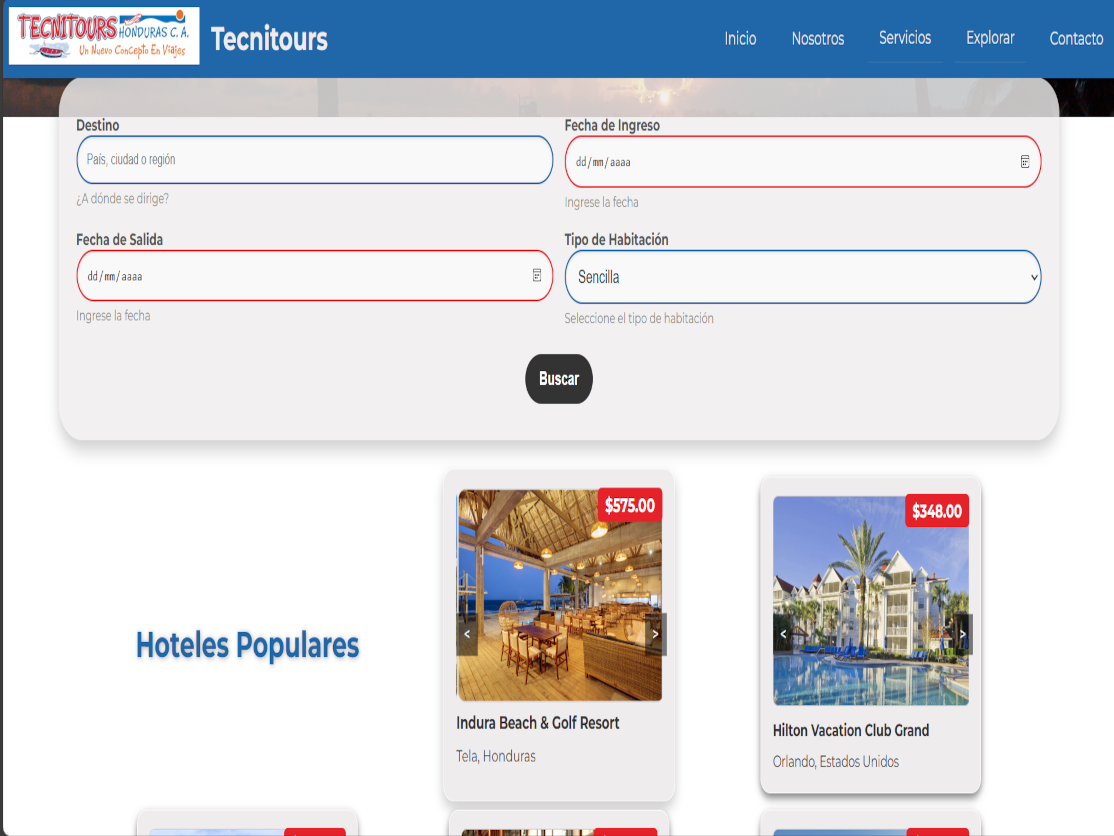 TECNITOURS HONDURAS C. A.
Un Nuevo Concepto En Viajes
Tecnitours
Inicio
Nosotros
Servicios
Explorar
Contacto
Destino
País, ciudad o región
¿A dónde se dirige?
Fecha de Ingreso
dd/mm/aaaa
Ingrese la fecha
Fecha de Salida
dd/mm/aaaa
Ingrese la fecha
Tipo de Habitación
Sencilla
Seleccione el tipo de habitación
Buscar
Hoteles Populares
$575.00
<
>
Indura Beach & Golf Resort
Tela, Honduras
$348.00
<
>
Hilton Vacation Club Grand
Orlando, Estados Unidos